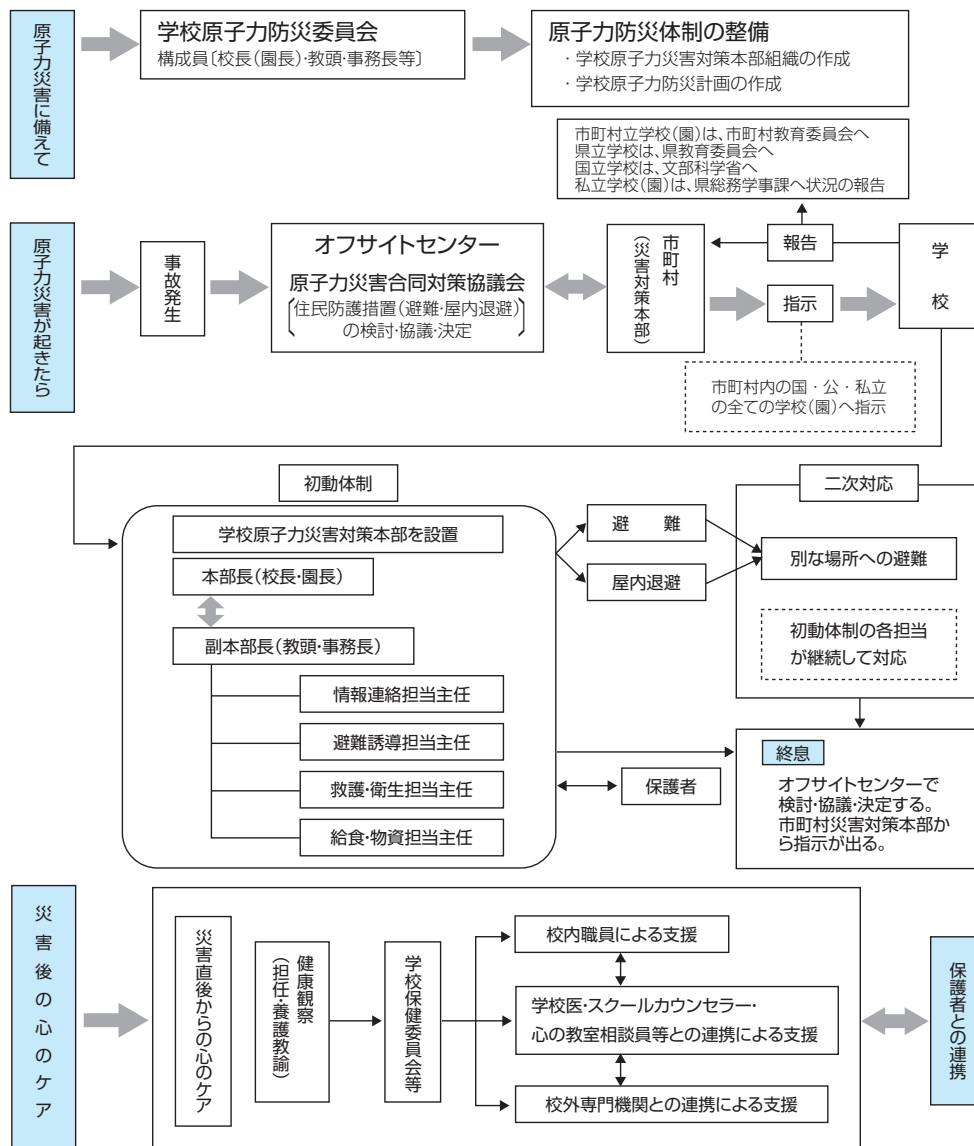 原子力災害に備えて
学校原子力防災委員会
構成員〔校長(園長)・教頭・事務長等〕
原子力防災体制の整備
・学校原子力災害対策本部組織の作成
・学校原子力防災計画の作成
市町村立学校(園)は、市町村教育委員会へ
県立学校は、県教育委員会へ
国立学校は、文部科学省へ
私立学校(園)は、県総務学事課へ状況の報告
原子力災害が起きたら
事故発生
オフサイトセンター
原子力災害合同対策協議会
住民防護措置(避難・屋内退避)
の検討・協議・決定
市町村
(災害対策本部)
報告
指示
学校
市町村内の国・公・私立
の全ての学校(園)へ指示
初動体制
学校原子力災害対策本部を設置
本部長(校長・園長)
副本部長(教頭・事務長)
情報連絡担当主任
避難誘導担当主任
救護・衛生担当主任
給食・物資担当主任
避　難
屋内退避
保護者
二次対応
別な場所への避難
初動体制の各担当
が継続して対応
終息
オフサイトセンターで
検討・協議・決定する。
市町村災害対策本部か
ら指示が出る。
災害後の心のケア
災害直後からの心のケア
健康観察
(担任・養護教諭)
学校保健委員会等
校内職員による支援
学校医・スクールカウンセラー・
心の教室相談員等との連携による支援
校外専門機関との連携による支援
保護者との連携